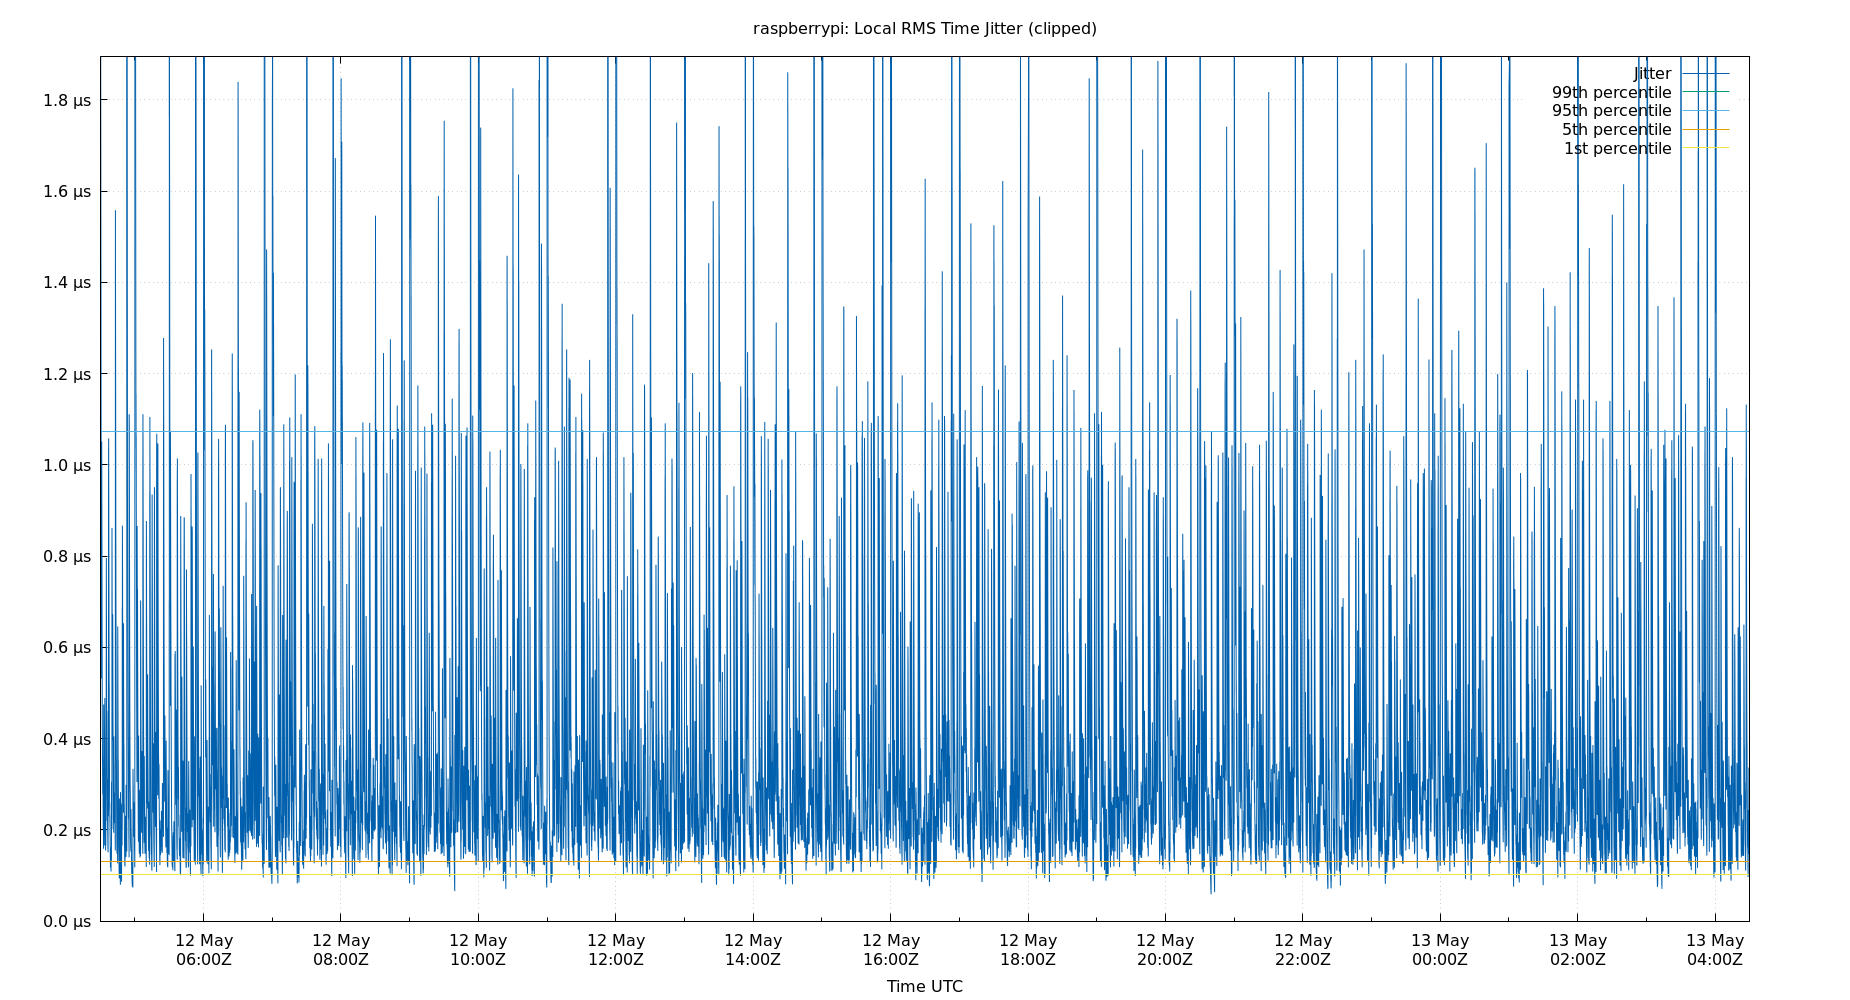 raspberrypi: Local RMS Time Jitter (clipped)
1.8 µs
1.6 µs
1.4 µs
1.2 µs
1.0 µs
0.8 µs
0.6 µs
0.4 µs
0.2 µs
0.0 µs
Jitter
99th percentile
95th percentile
5th percentile
1st percentile
12 May 12 May 12 May 12 May 12 May 12 May 12 May 12 May 12 May 13 May 13 May 13 May
06:00Z 08:00Z 10:00Z 12:00Z 14:00Z 16:00Z 18:00Z 20:00Z 22:00Z 00:00Z 02:00Z 04:00Z
Time UTC